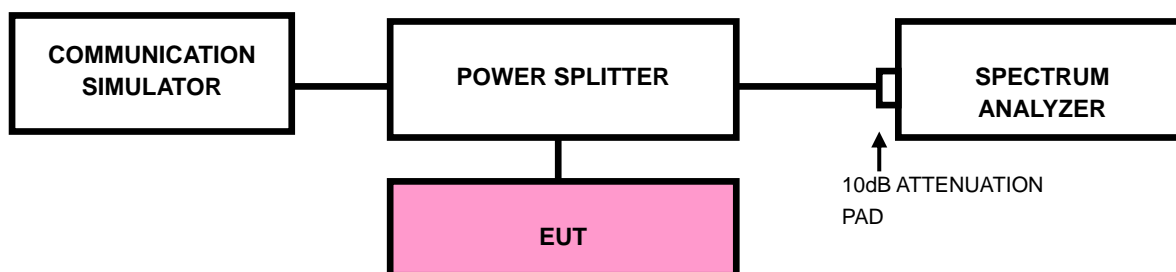 COMMUNICATION
SIMULATOR
POWER SPLITTER
SPECTRUM
ANALYZER
10dB ATTENUATION
PAD
EUT